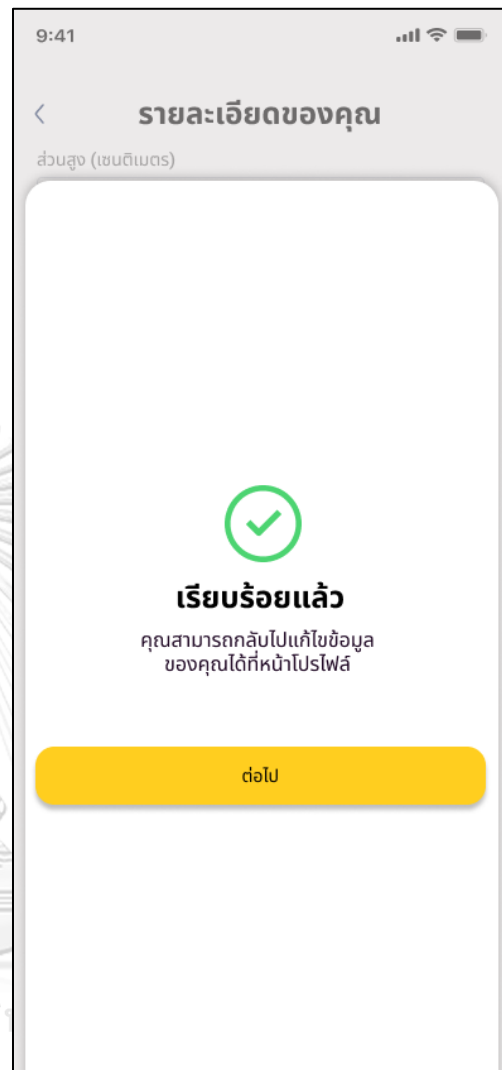 9:41
รายละเอียดของคุณ
ส่วนสูง (เซนติเมตร)
เรียบร้อยแล้ว
คุณสามารถกลับไปแก้ไขข้อมูล
ของคุณได้ที่หน้าโปรไฟล์
ต่อไป